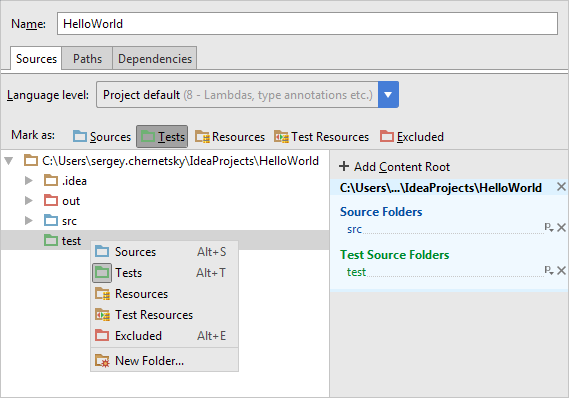 Name: HelloWorld
Sources Paths Dependencies
Language level: Project default (8 - Lambdas, type annotations etc.)
Mark as: Sources Tests Resources Test Resources Excluded
C:\Users\sergey.chernetsky\IdeaProjects\HelloWorld
.idea
out
src
test
Sources Alt+S
Tests Alt+T
Resources
Test Resources
Excluded Alt+E
New Folder...
+ Add Content Root
C:\Users\...\IdeaProjects\HelloWorld
Source Folders
src
Test Source Folders
test